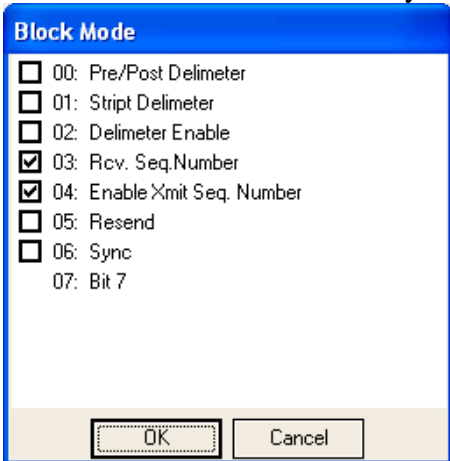 Block Mode
00: Pre/Post Delimeter
01: Stript Delimeter
02: Delimeter Enable
03: Rcv. Seq.Number
04: Enable Xmit Seq. Number
05: Resend
06: Sync
07: Bit 7
OK Cancel